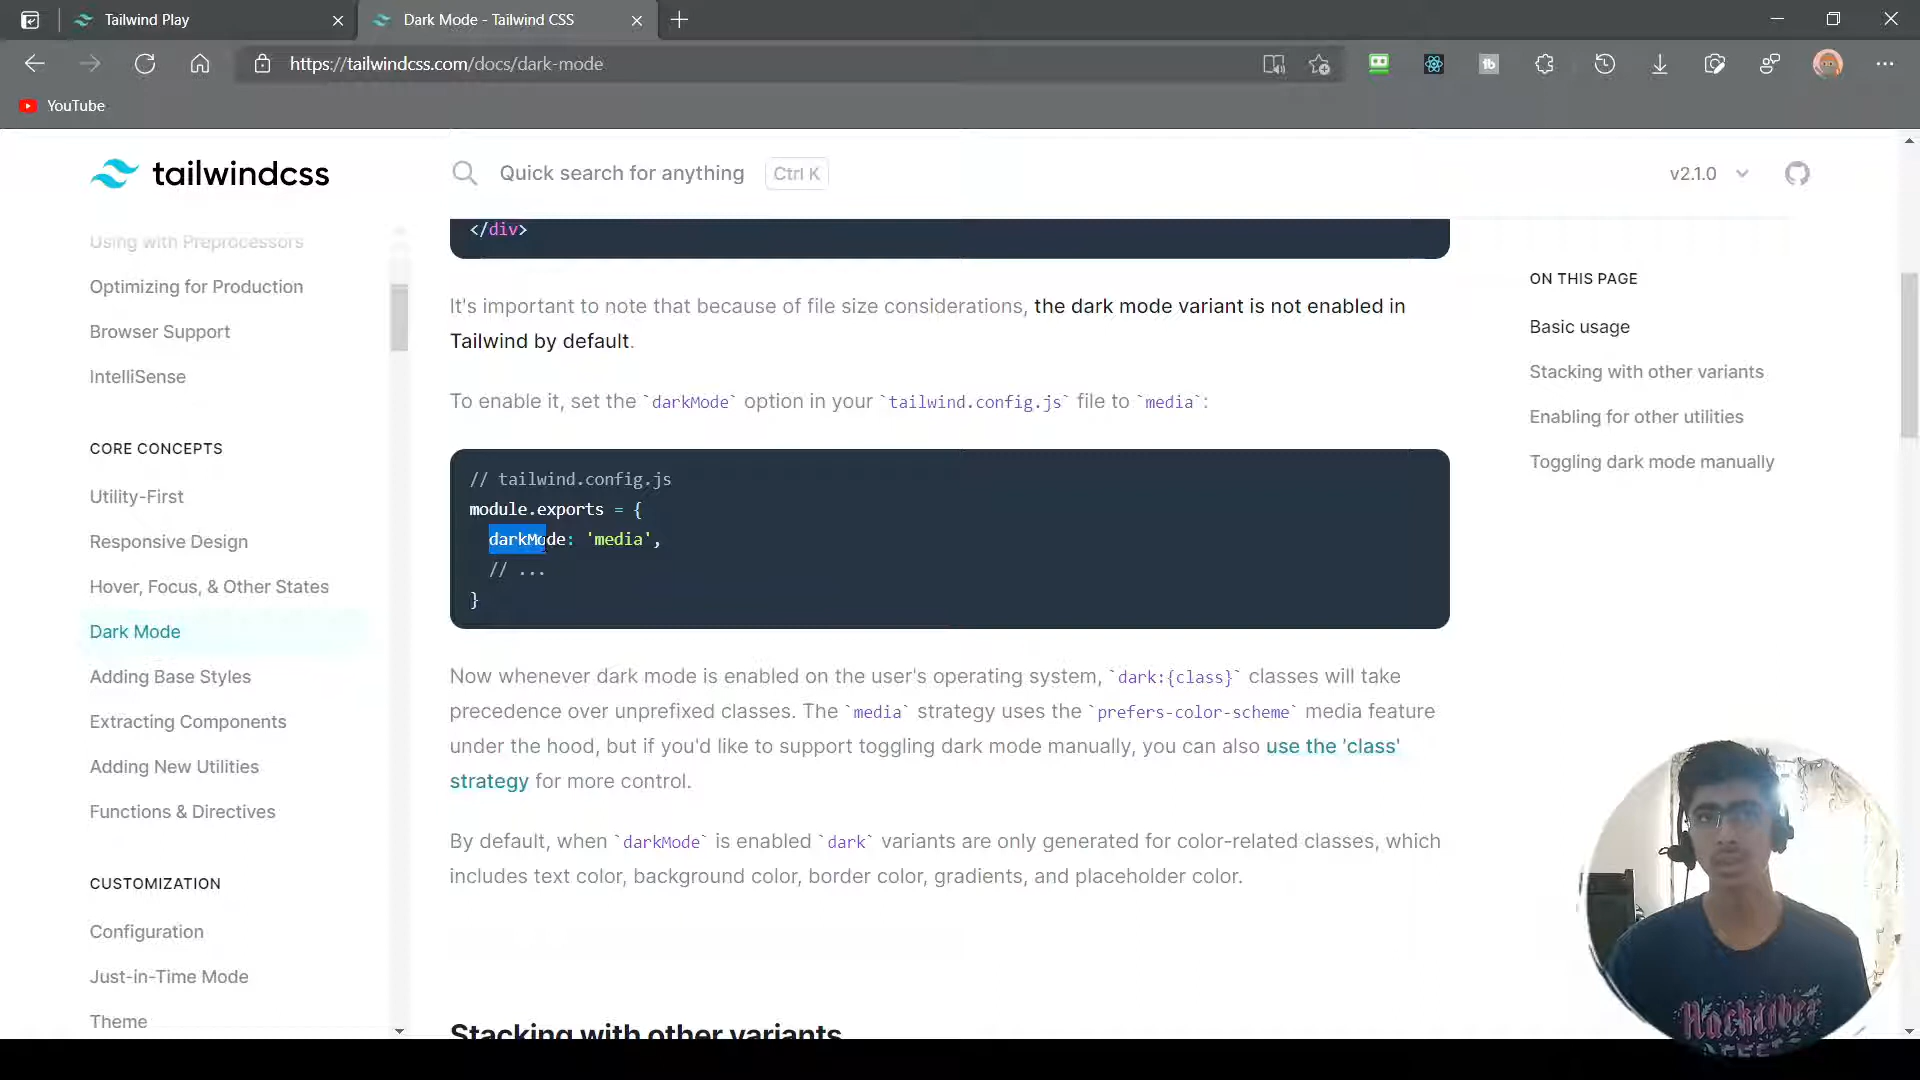 Tailwind Play
Dark Mode - Tailwind CSS
https://tailwindcss.com/docs/dark-mode
YouTube
tailwindcss
Quick search for anything
Ctrl K
v2.1.0
Using with Preprocessors
Optimizing for Production
Browser Support
IntelliSense
CORE CONCEPTS
Utility-First
Responsive Design
Hover, Focus, & Other States
Dark Mode
Adding Base Styles
Extracting Components
Adding New Utilities
Functions & Directives
CUSTOMIZATION
Configuration
Just-in-Time Mode
Theme
</div>
It's important to note that because of file size considerations, the dark mode variant is not enabled in
Tailwind by default.
To enable it, set the `darkMode` option in your `tailwind.config.js` file to `media`:
// tailwind.config.js
module.exports = {
darkMode: 'media',
// ...
}
Now whenever dark mode is enabled on the user's operating system, `dark:{class}` classes will take
precedence over unprefixed classes. The `media` strategy uses the `prefers-color-scheme` media feature
under the hood, but if you'd like to support toggling dark mode manually, you can also use the 'class'
strategy for more control.
By default, when `darkMode` is enabled `dark` variants are only generated for color-related classes, which
includes text color, background color, border color, gradients, and placeholder color.
Stacking with other variants
ON THIS PAGE
Basic usage
Stacking with other variants
Enabling for other utilities
Toggling dark mode manually